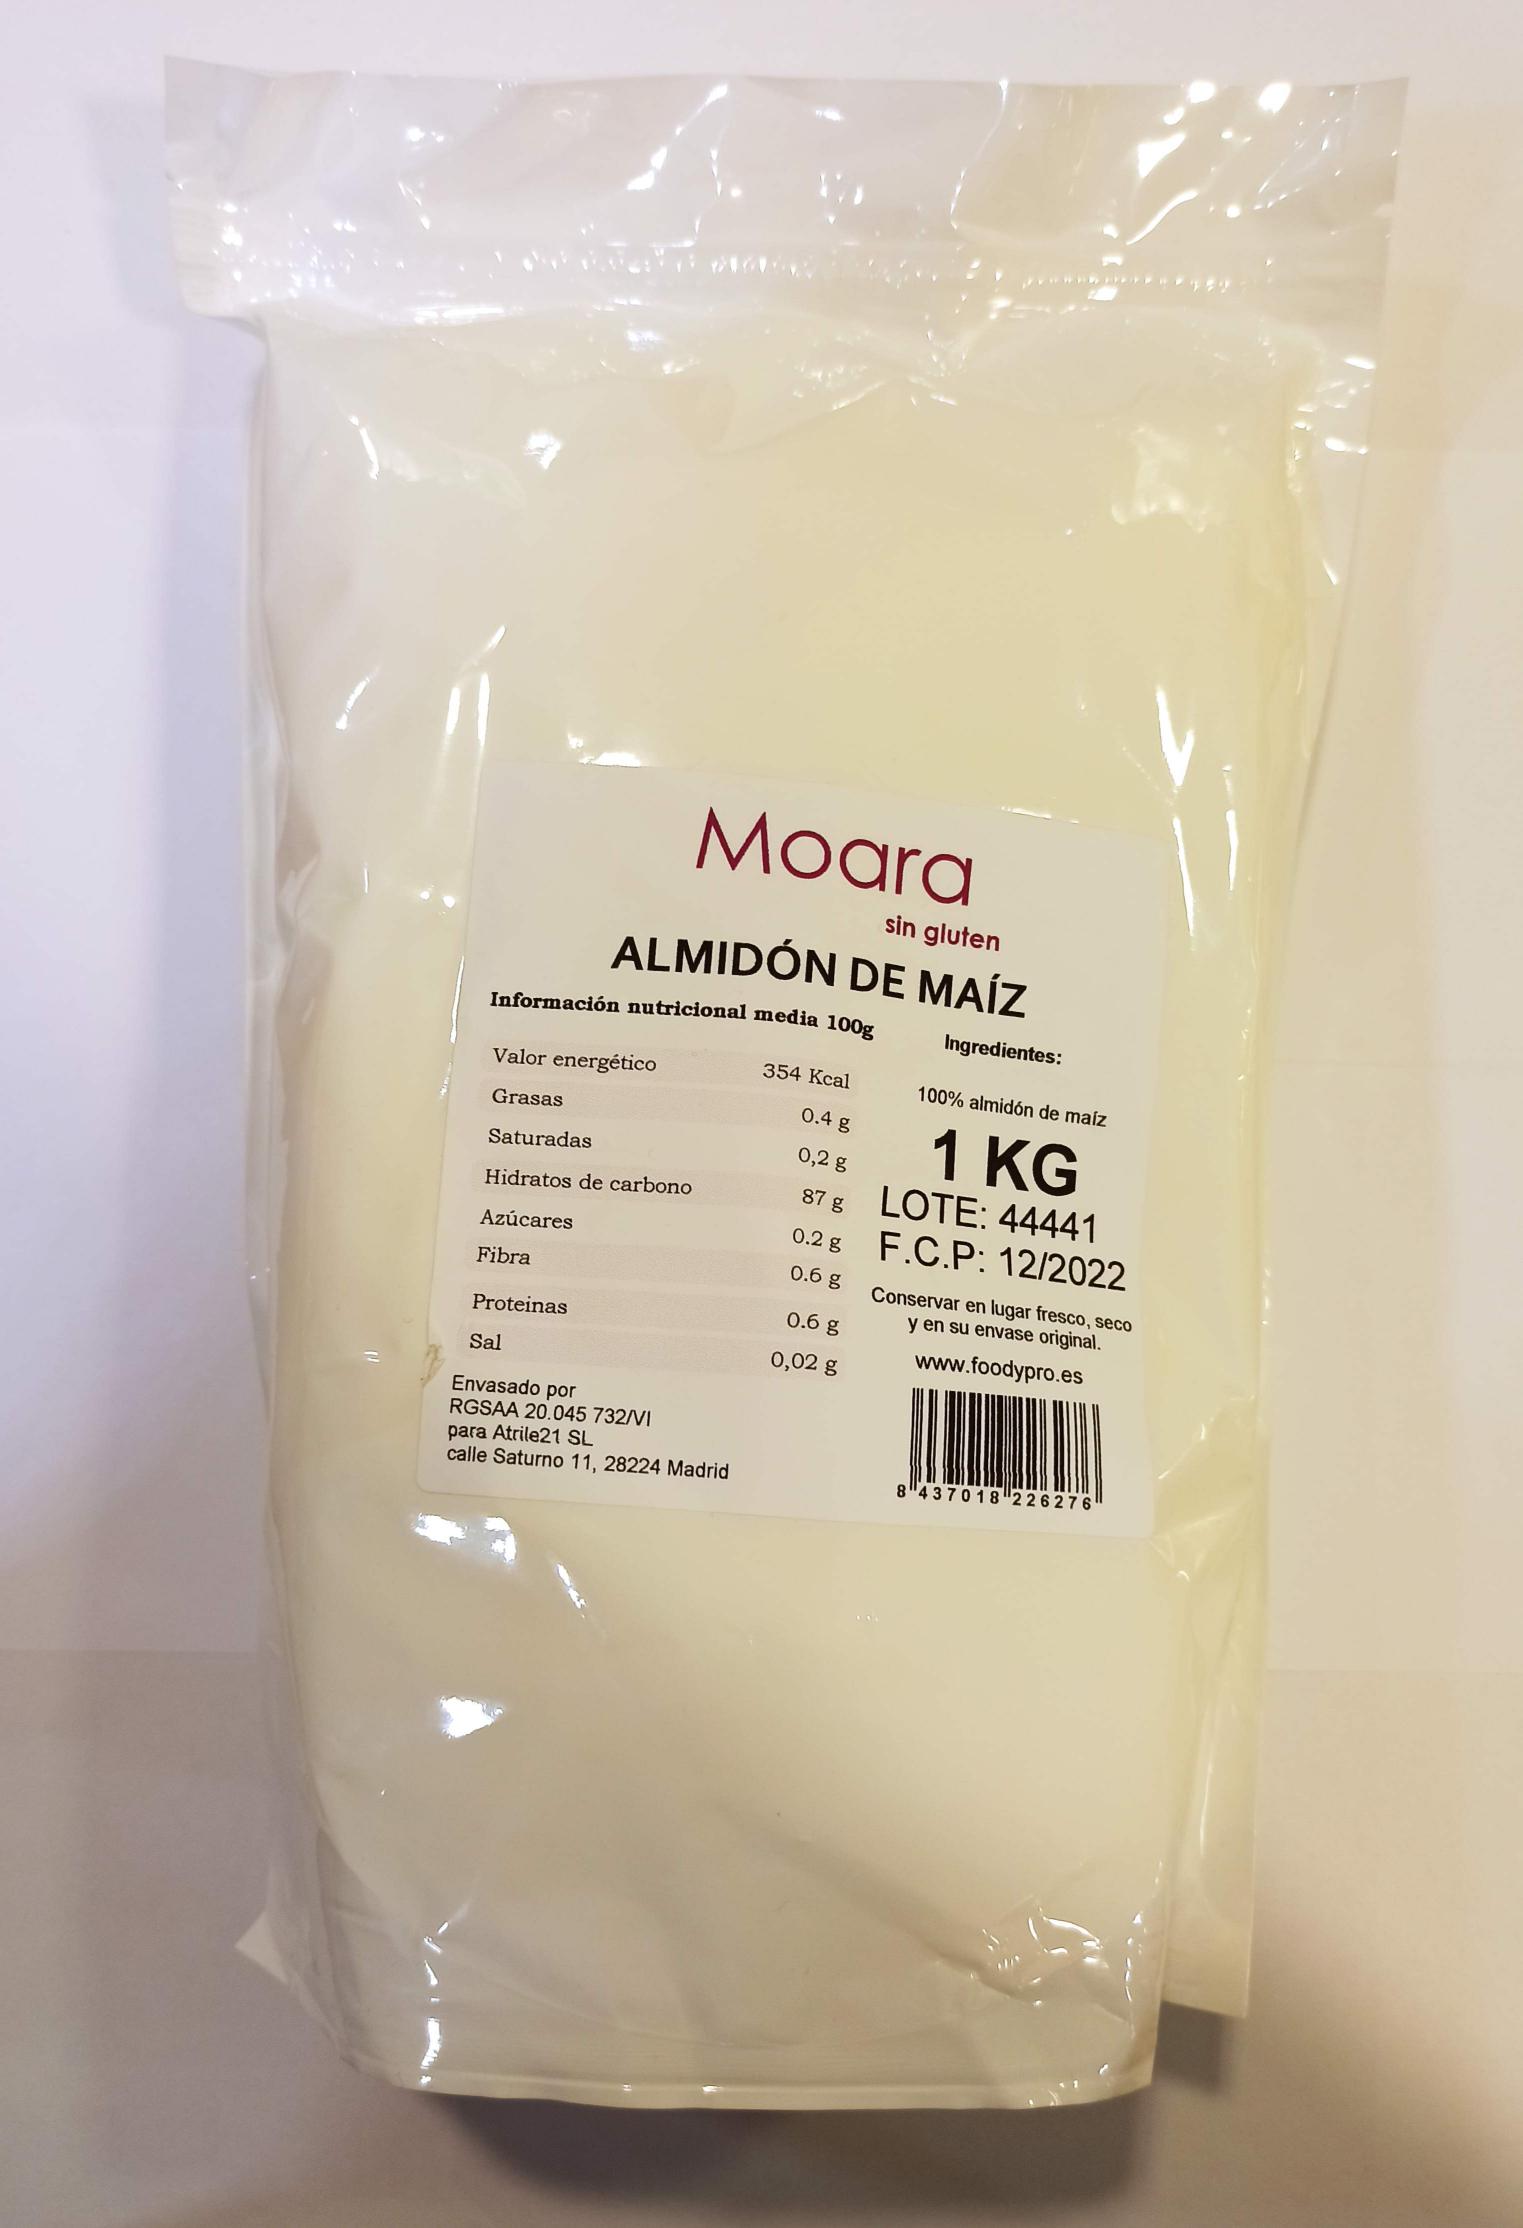 Moara
sin gluten
ALMIDÓN DE MAÍZ
Información nutricional media 100g
Valor energético 354 Kcal
Grasas 0.4 g
Saturadas 0,2 g
Hidratos de carbono 87 g
Azúcares 0.2 g
Fibra 0.6 g
Proteinas 0.6 g
Sal 0,02 g
Envasado por
RGSAA 20.045 732/VI
para Atrile21 SL
calle Saturno 11, 28224 Madrid
Ingredientes:
100% almidón de maíz
1 KG
LOTE: 44441
F.C.P: 12/2022
Conservar en lugar fresco, seco
y en su envase original.
www.foodypro.es
8 437018 226276